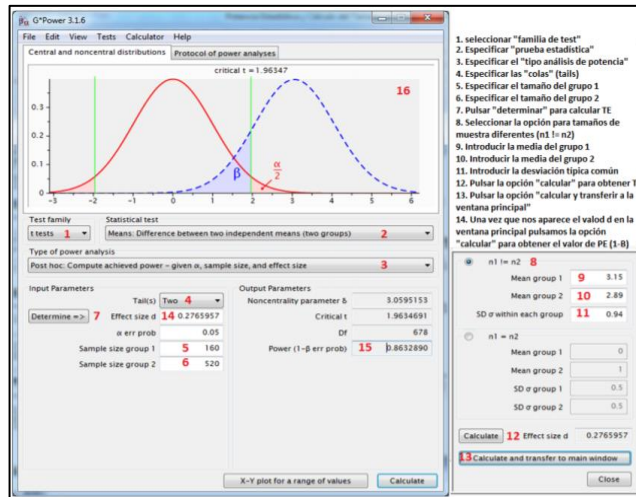 G*Power 3.1.6
File Edit View Tests Calculator Help
Central and noncentral distributions Protocol of power analyses
critical t = 1.96347
16
0.3
0.2
0.1
0
β
α
2
-3 -2 -1 0 1 2 3 4 5 6
Test family Statistical test
t tests 1 Means: Difference between two independent means (two groups) 2
Type of power analysis
Post hoc: Compute achieved power - given α, sample size, and effect size 3
Input Parameters Output Parameters
Tail(s) Two 4 Noncentrality parameter δ 3.0595153
Determine => 7 Effect size d 14 0.2765957 Critical t 1.9634691
α err prob 0.05 Df 678
Sample size group 1 5 160 Power (1-β err prob) 15 0.8632890
Sample size group 2 6 520
X-Y plot for a range of values Calculate
1. seleccionar "familia de test"
2. Especificar "prueba estadística"
3. Especificar el "tipo análisis de potencia"
4. Especificar las "colas" (tails)
5. Especificar el tamaño del grupo 1
6. Especificar el tamaño del grupo 2
7. Pulsar "determinar" para calcular TE
8. Seleccionar la opción para tamaños de
muestra diferentes (n1 != n2)
9. Introducir la media del grupo 1
10. Introducir la media del grupo 2
11. Introducir la desviación típica común
12. Pulsar la opción "calcular" para obtener T
13. Pulsar la opción "calcular y transferir a la
ventana principal"
14. Una vez que nos aparece el valod d en la
ventana principal pulsamos la opción
"calcular" para obtener el valor de PE (1-B)
n1 != n2 8
Mean group 1 9 3.15
Mean group 2 10 2.89
SD σ within each group 11 0.94
n1 = n2
Mean group 1 0
Mean group 2 1
SD σ group 1 0.5
SD σ group 2 0.5
Calculate 12 Effect size d 0.2765957
13 Calculate and transfer to main window
Close